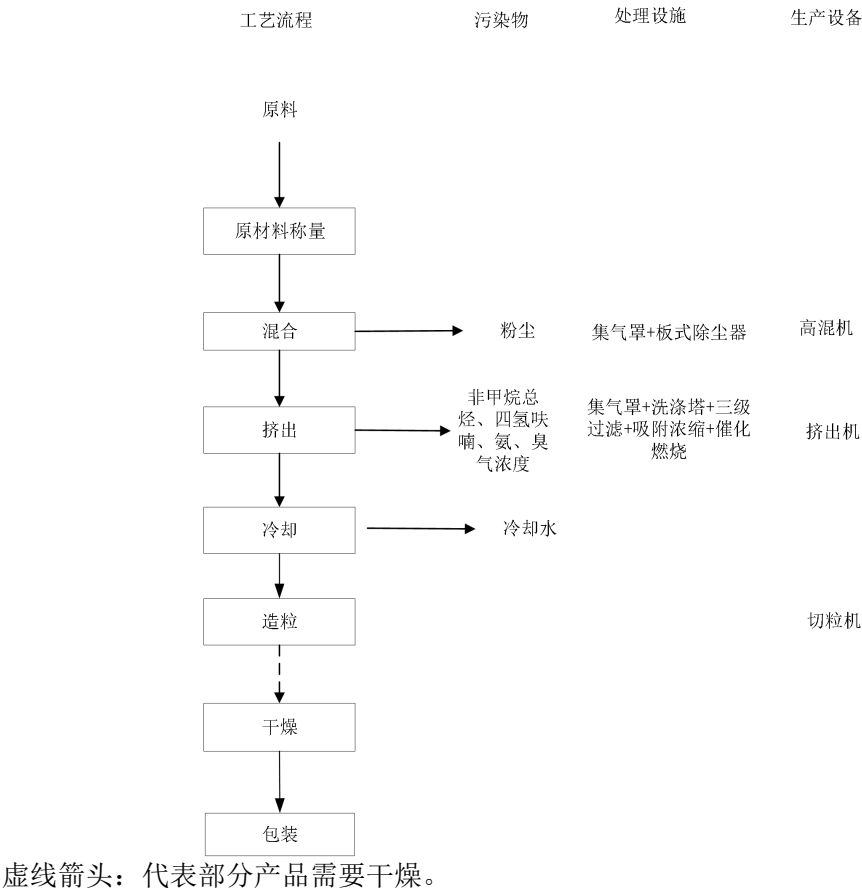 工艺流程 污染物 处理设施 生产设备
原料
原材料称量
混合 粉尘 集气罩+板式除尘器 高混机
挤出
非甲烷总
烃、四氢呋
喃、氨、臭
气浓度
集气罩+洗涤塔+三级
过滤+吸附浓缩+催化
燃烧
挤出机
冷却 冷却水
造粒 切粒机
干燥
包装
虚线箭头：代表部分产品需要干燥。